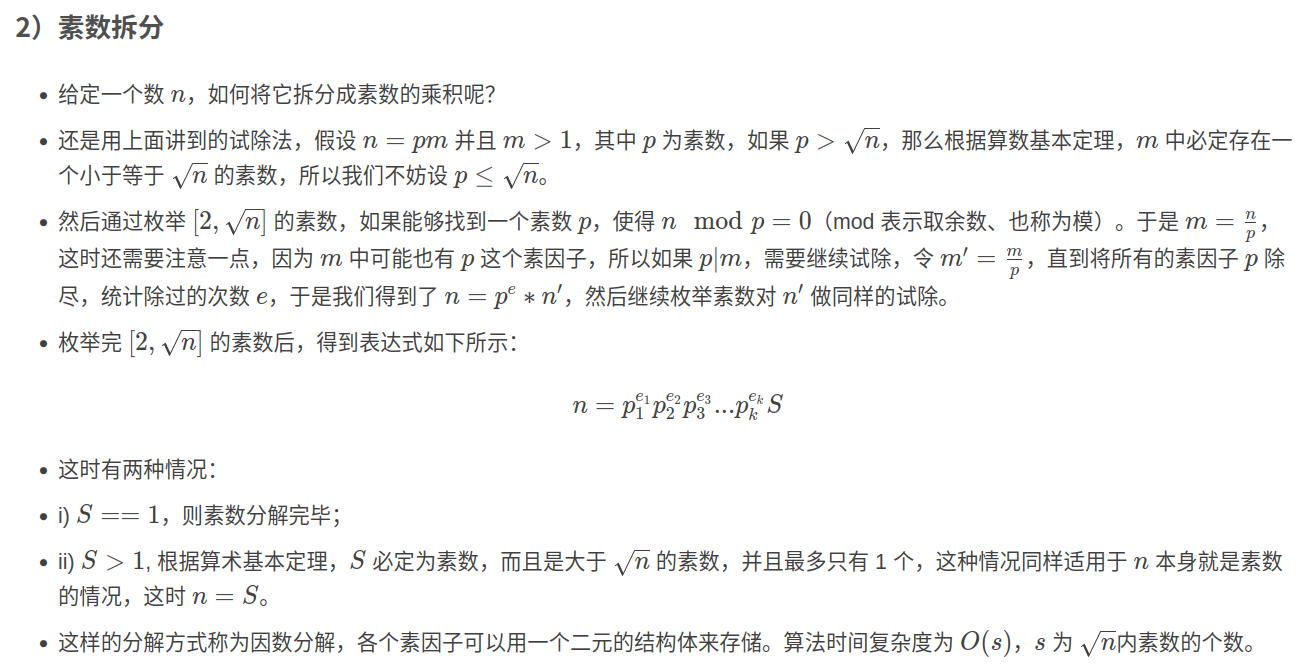 2）素数拆分
• 给定一个数 n，如何将它拆分成素数的乘积呢？
• 还是用上面讲到的试除法，假设 n = pm 并且 m > 1，其中 p 为素数，如果 p > √n，那么根据算数基本定理，m 中必定存在一
个小于等于 √n 的素数，所以我们不妨设 p ≤ √n。
• 然后通过枚举 [2, √n] 的素数，如果能够找到一个素数 p，使得 n mod p = 0（mod 表示取余数、也称为模）。于是 m = n/p，
这时还需要注意一点，因为 m 中可能也有 p 这个素因子，所以如果 p|m，需要继续试除，令 m′ = m/p，直到将所有的素因子 p 除
尽，统计除过的次数 e，于是我们得到了 n = p^e * n′，然后继续枚举素数对 n′ 做同样的试除。
• 枚举完 [2, √n] 的素数后，得到表达式如下所示：
n = p_1^{e_1} p_2^{e_2} p_3^{e_3} ... p_k^{e_k} S
• 这时有两种情况：
• i) S == 1，则素数分解完毕；
• ii) S > 1, 根据算术基本定理，S 必定为素数，而且是大于 √n 的素数，并且最多只有 1 个，这种情况同样适用于 n 本身就是素数
的情况，这时 n = S。
• 这样的分解方式称为因数分解，各个素因子可以用一个二元的结构体来存储。算法时间复杂度为 O(s)，s 为 √n内素数的个数。